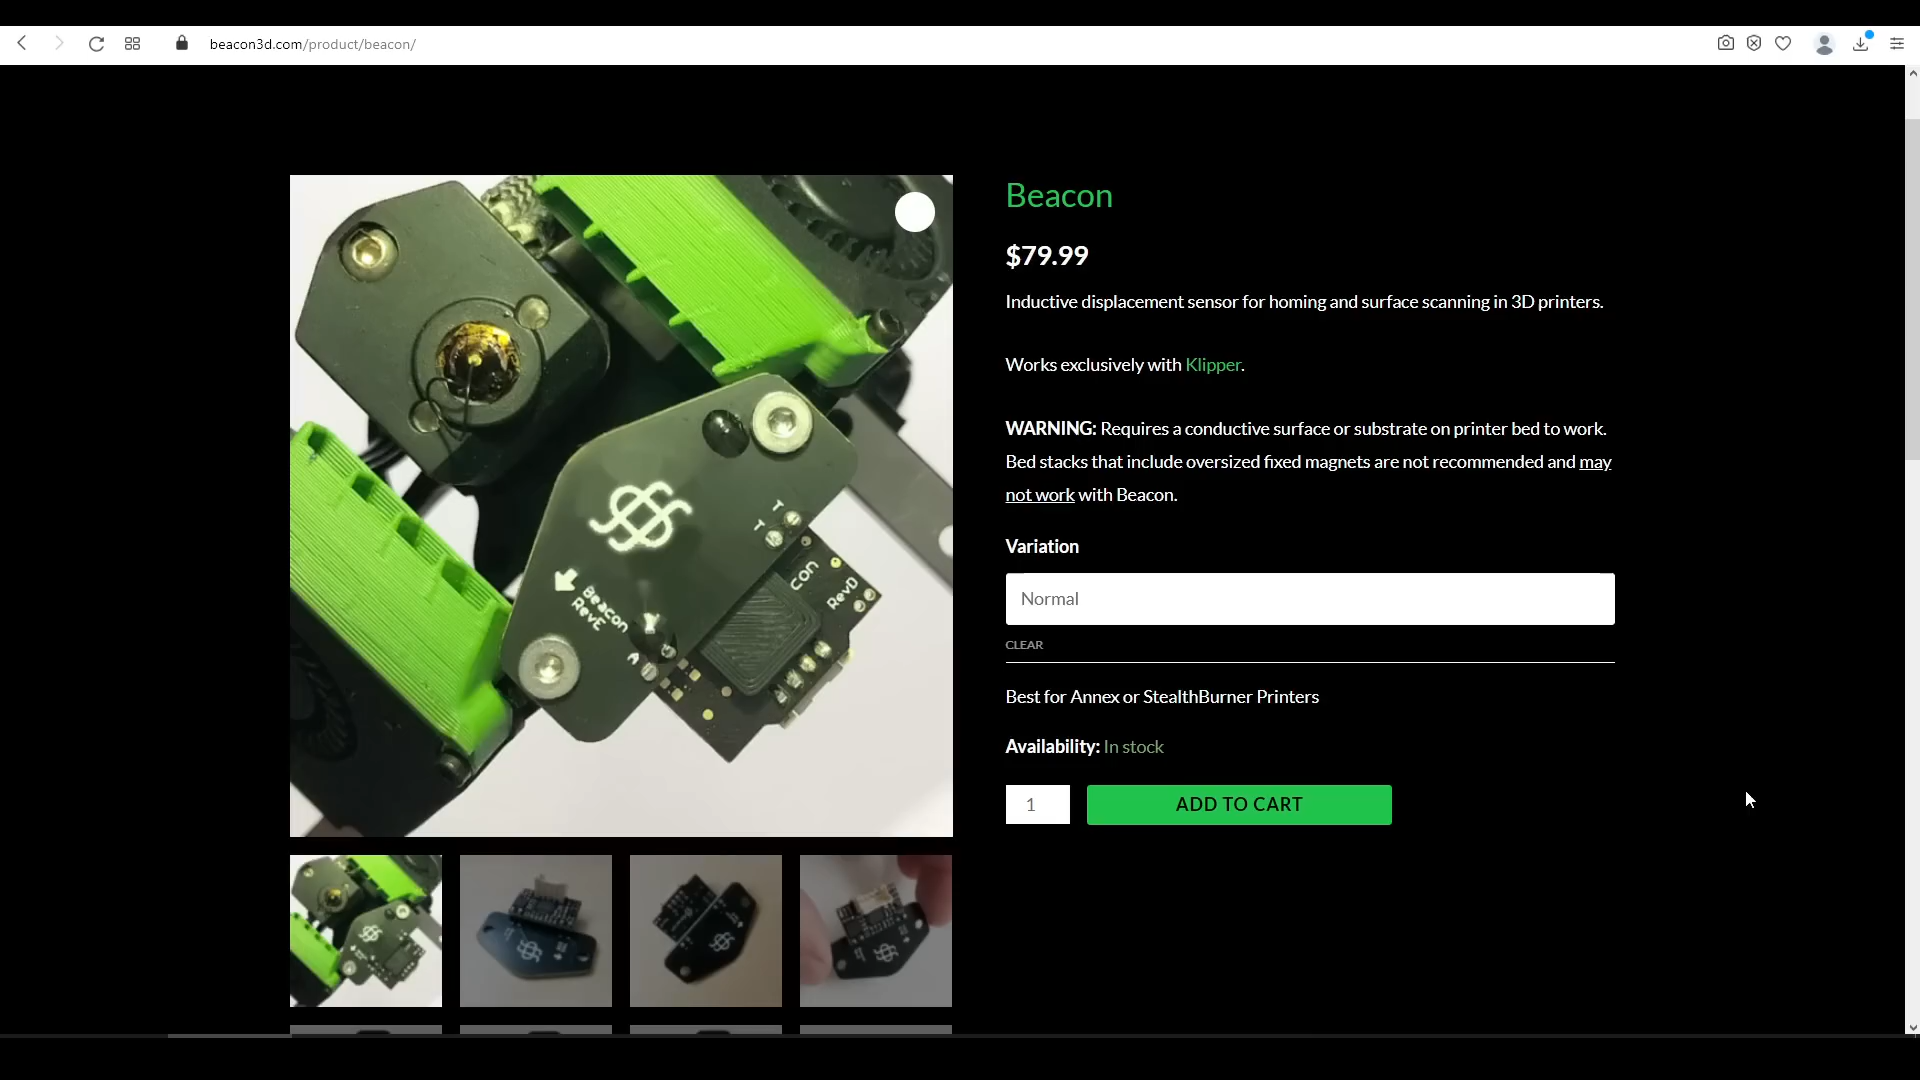 beacon3d.com/product/beacon/
Beacon
$79.99
Inductive displacement sensor for homing and surface scanning in 3D printers.
Works exclusively with Klipper.
WARNING: Requires a conductive surface or substrate on printer bed to work.
Bed stacks that include oversized fixed magnets are not recommended and may
not work with Beacon.
Variation
Normal
CLEAR
Best for Annex or StealthBurner Printers
Availability: In stock
1
ADD TO CART
T
T
CON
RevD
Beacon
RevE
A